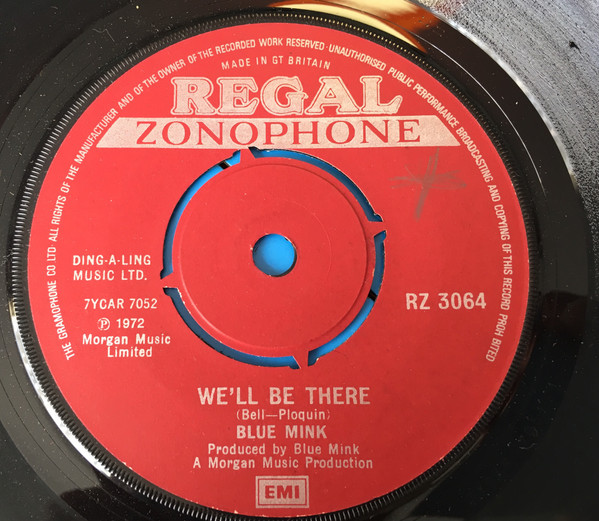 THE GRAMOPHONE CO LTD ALL RIGHTS OF THE MANUFACTURER AND OF THE OWNER OF THE RECORDED WORK RESERVED · UNAUTHORISED PUBLIC PERFORMANCE BROADCASTING AND COPYING OF THIS RECORD PROHIBITED
MADE IN GT BRITAIN
REGAL
ZONOPHONE
DING-A-LING
MUSIC LTD.
7YCAR 7052
Ⓟ 1972
Morgan Music
Limited
RZ 3064
WE'LL BE THERE
(Bell—Ploquin)
BLUE MINK
Produced by Blue Mink
A Morgan Music Production
EMI